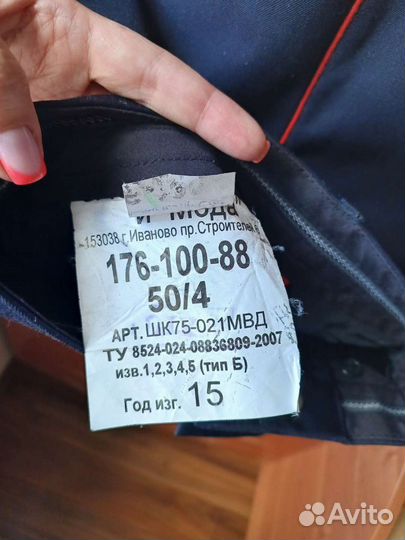 и Мода
153038 г.Иваново пр.Строителей
176-100-88
50/4
АРТ.ШК75-021МВД
ТУ 8524-024-08836809-2007
изв.1,2,3,4,5 (тип Б)
Год изг. 15
Avito